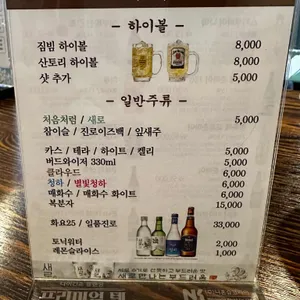 - 하이볼 -
짐빔 하이볼 8,000
산토리 하이볼 8,000
샷 추가 5,000
- 일반주류 -
처음처럼 / 새로 5,000
참이슬 / 진로이즈백 / 잎새주
카스 / 테라 / 하이트 / 켈리 5,000
버드와이저 330ml 5,000
클라우드 6,000
청하 / 별빛청하 6,000
매화수 / 매화수 화이트 6,000
복분자 15,000
화요25 / 일품진로 33,000
토닉워터 2,000
레몬슬라이스 1,000
새